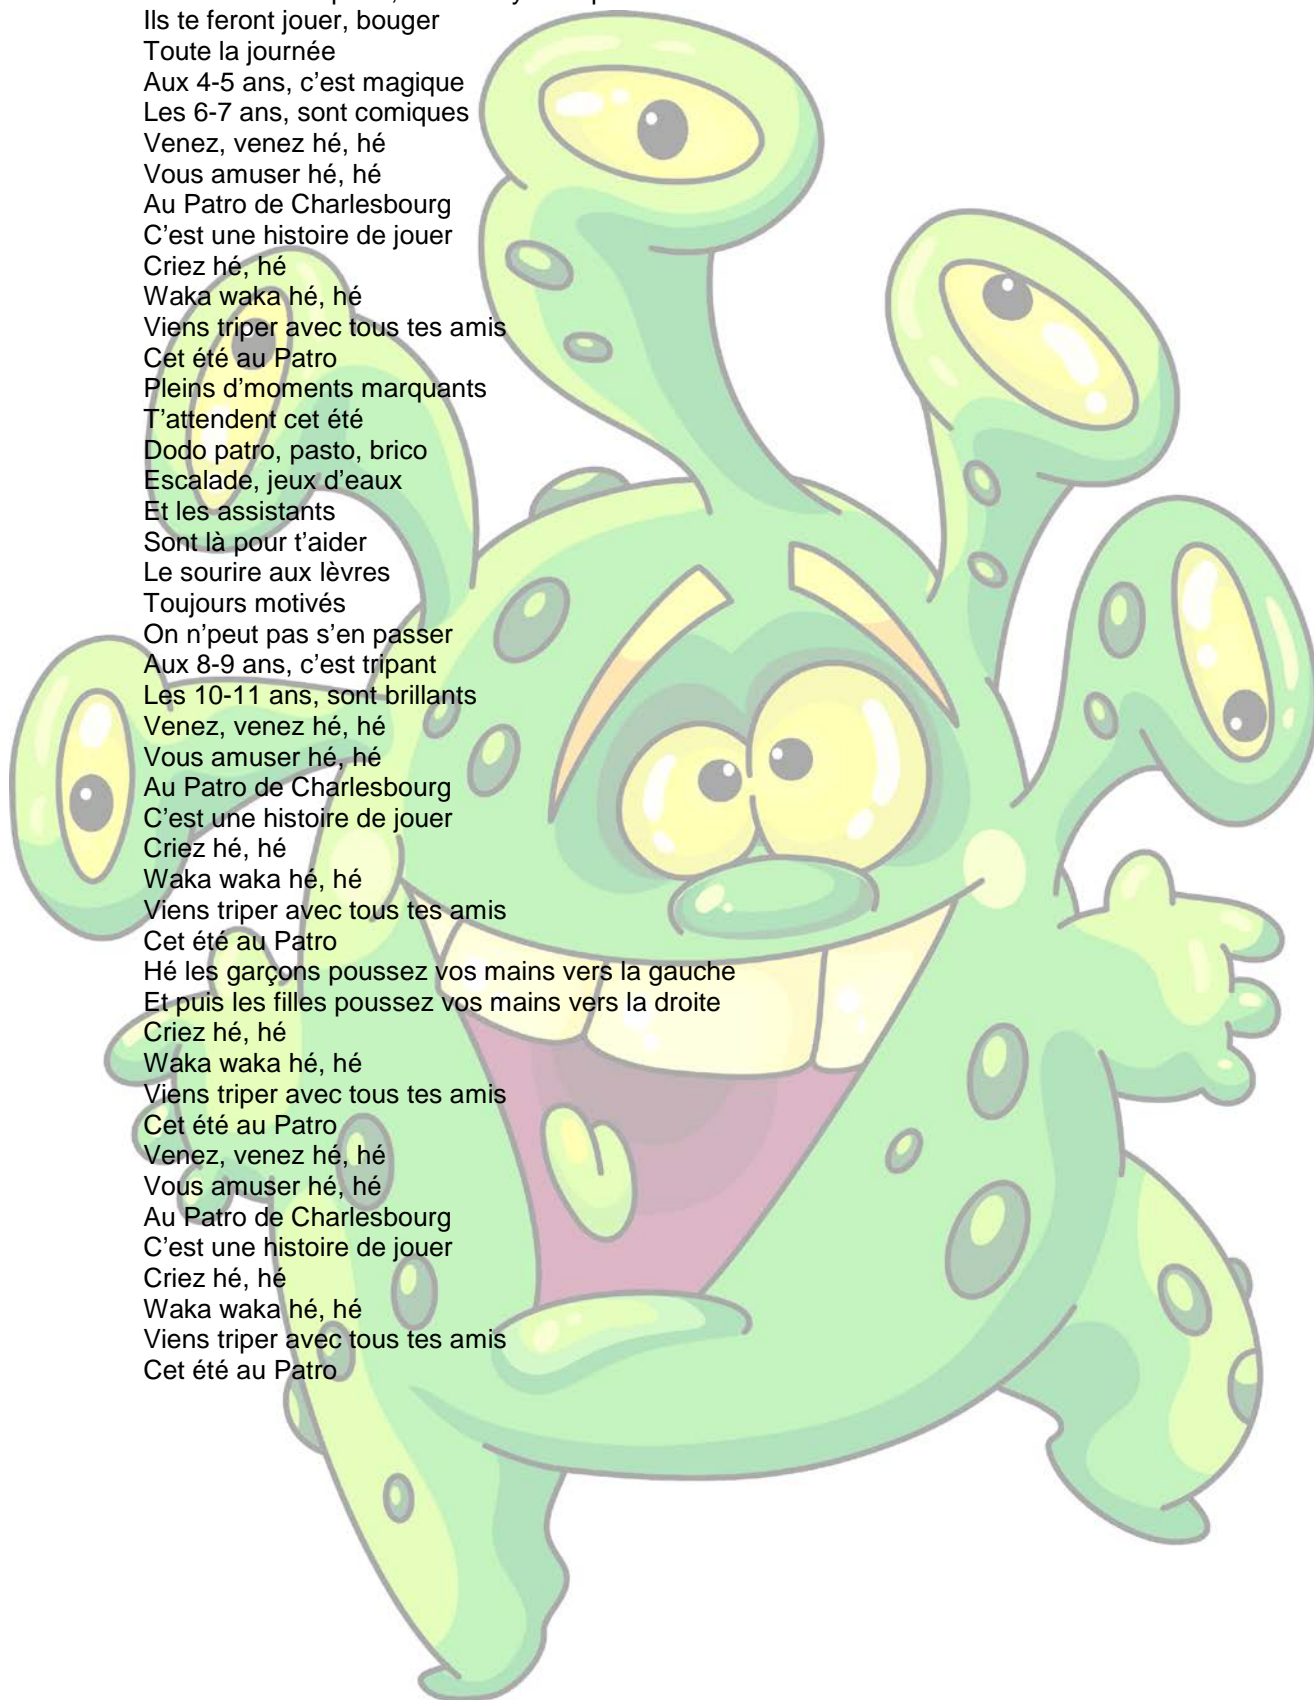 Ils te feront jouer, bouger
Toute la journée
Aux 4-5 ans, c’est magique
Les 6-7 ans, sont comiques
Venez, venez hé, hé
Vous amuser hé, hé
Au Patro de Charlesbourg
C’est une histoire de jouer
Criez hé, hé
Waka waka hé, hé
Viens triper avec tous tes amis
Cet été au Patro
Pleins d’moments marquants
T’attendent cet été
Dodo patro, pasto, brico
Escalade, jeux d’eaux
Et les assistants
Sont là pour t’aider
Le sourire aux lèvres
Toujours motivés
On n’peut pas s’en passer
Aux 8-9 ans, c’est tripant
Les 10-11 ans, sont brillants
Venez, venez hé, hé
Vous amuser hé, hé
Au Patro de Charlesbourg
C’est une histoire de jouer
Criez hé, hé
Waka waka hé, hé
Viens triper avec tous tes amis
Cet été au Patro
Hé les garçons poussez vos mains vers la gauche
Et puis les filles poussez vos mains vers la droite
Criez hé, hé
Waka waka hé, hé
Viens triper avec tous tes amis
Cet été au Patro
Venez, venez hé, hé
Vous amuser hé, hé
Au Patro de Charlesbourg
C’est une histoire de jouer
Criez hé, hé
Waka waka hé, hé
Viens triper avec tous tes amis
Cet été au Patro